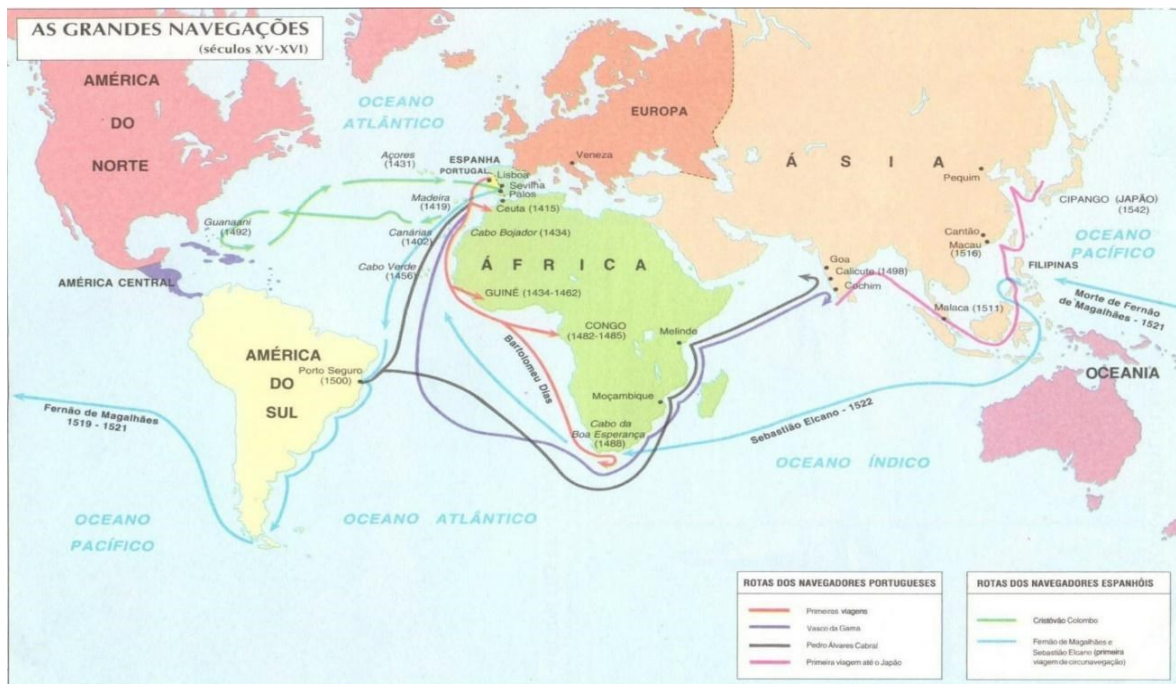 AS GRANDES NAVEGAÇÕES
(séculos XV-XVI)
AMÉRICA
DO
NORTE
OCEANO
ATLÂNTICO
EUROPA
Veneza
ÁSIA
Pequim
CIPANGO (JAPÃO)
(1542)
Açores
(1431)
ESPANHA
PORTUGAL
Lisboa
Sevilha
Palos
Ceuta (1415)
Madeira
(1419)
Guanaani
(1492)
Canárias
(1402)
Cabo Bojador (1434)
Cantão
Macau
(1516)
OCEANO
PACÍFICO
Cabo Verde
(1456)
ÁFRICA
Goa
Calicute (1498)
Cochim
FILIPINAS
AMÉRICA CENTRAL
GUINÉ (1434-1462)
Malaca (1511)
Morte de Fernão
de Magalhães - 1521
CONGO
(1482-1485)
Melinde
AMÉRICA
DO
SUL
Porto Seguro
(1500)
Bartolomeu Dias
OCEANIA
Moçambique
Fernão de Magalhães
1519 - 1521
Cabo da
Boa Esperança
(1488)
Sebastião Elcano - 1522
OCEANO ÍNDICO
OCEANO
PACÍFICO
OCEANO ATLÂNTICO
ROTAS DOS NAVEGADORES PORTUGUESES
Primeiras viagens
Vasco da Gama
Pedro Álvares Cabral
Primeira viagem até o Japão
ROTAS DOS NAVEGADORES ESPANHÓIS
Cristóvão Colombo
Fernão de Magalhães e
Sebastião Elcano (primeira
viagem de circunavegação)